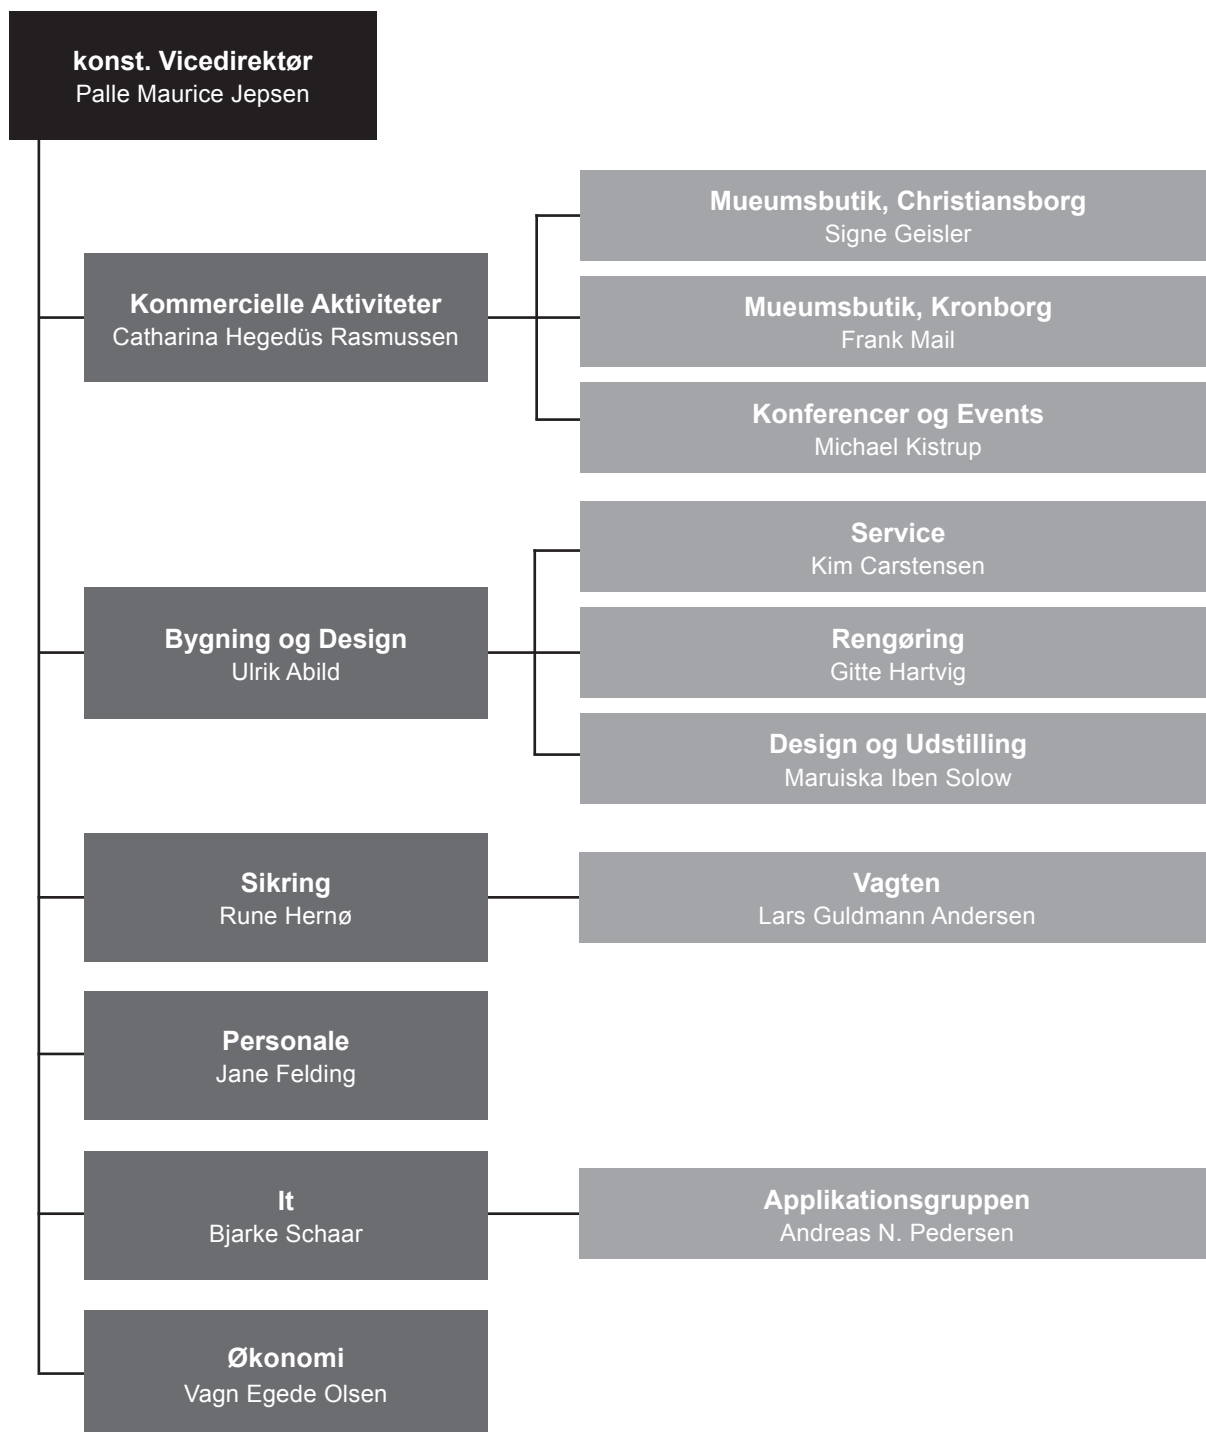 konst. Vicedirektør
Palle Maurice Jepsen
Kommercielle Aktiviteter
Catharina Hegedüs Rasmussen
Mueumsbutik, Christiansborg
Signe Geisler
Mueumsbutik, Kronborg
Frank Mail
Konferencer og Events
Michael Kistrup
Bygning og Design
Ulrik Abild
Service
Kim Carstensen
Rengøring
Gitte Hartvig
Design og Udstilling
Maruiska Iben Solow
Sikring
Rune Hernø
Vagten
Lars Guldmann Andersen
Personale
Jane Felding
It
Bjarke Schaar
Applikationsgruppen
Andreas N. Pedersen
Økonomi
Vagn Egede Olsen